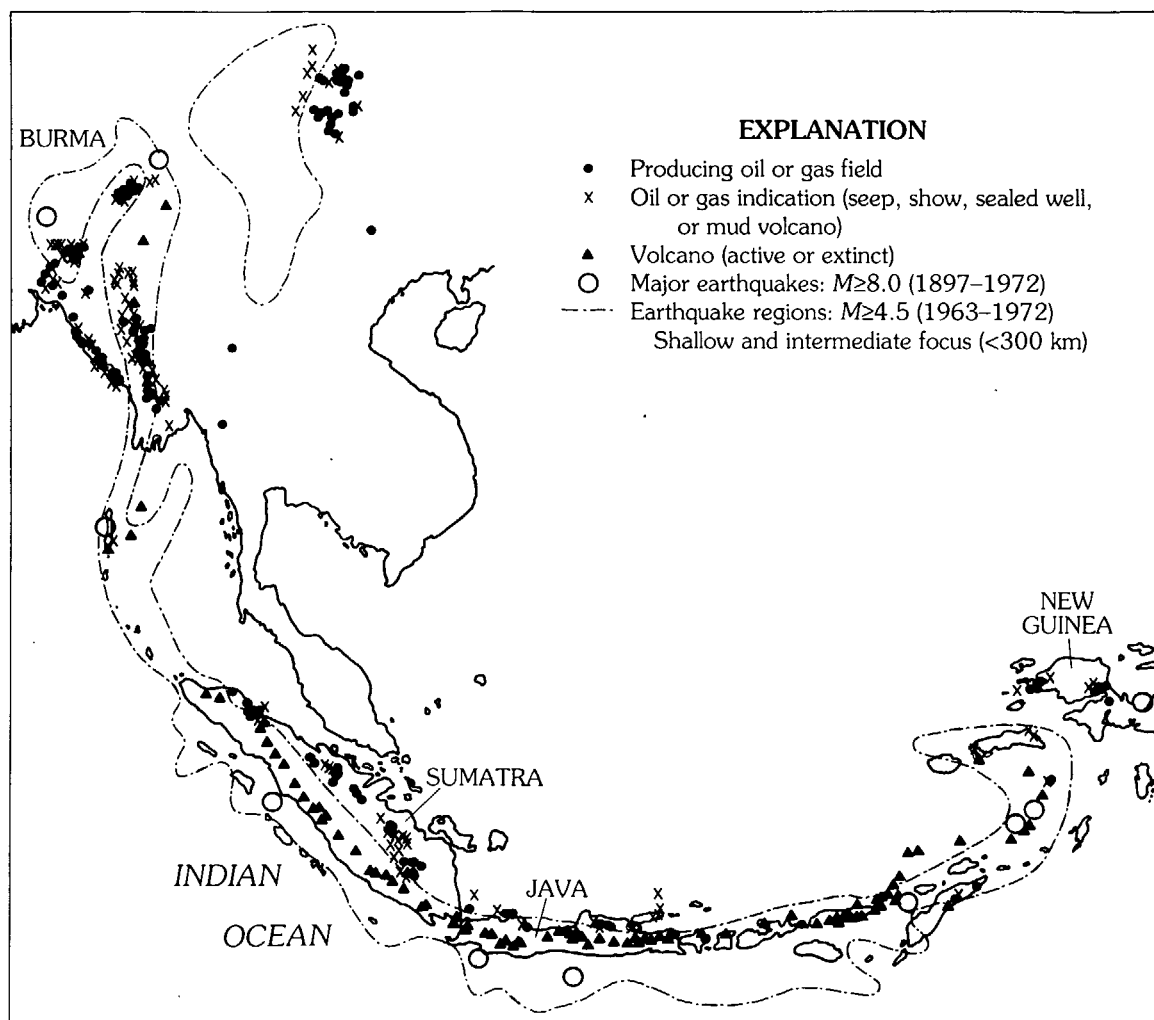 BURMA
EXPLANATION
Producing oil or gas field
Oil or gas indication (seep, show, sealed well,
or mud volcano)
Volcano (active or extinct)
Major earthquakes: M≥8.0 (1897–1972)
Earthquake regions: M≥4.5 (1963–1972)
Shallow and intermediate focus (<300 km)
NEW
GUINEA
SUMATRA
INDIAN
OCEAN
JAVA